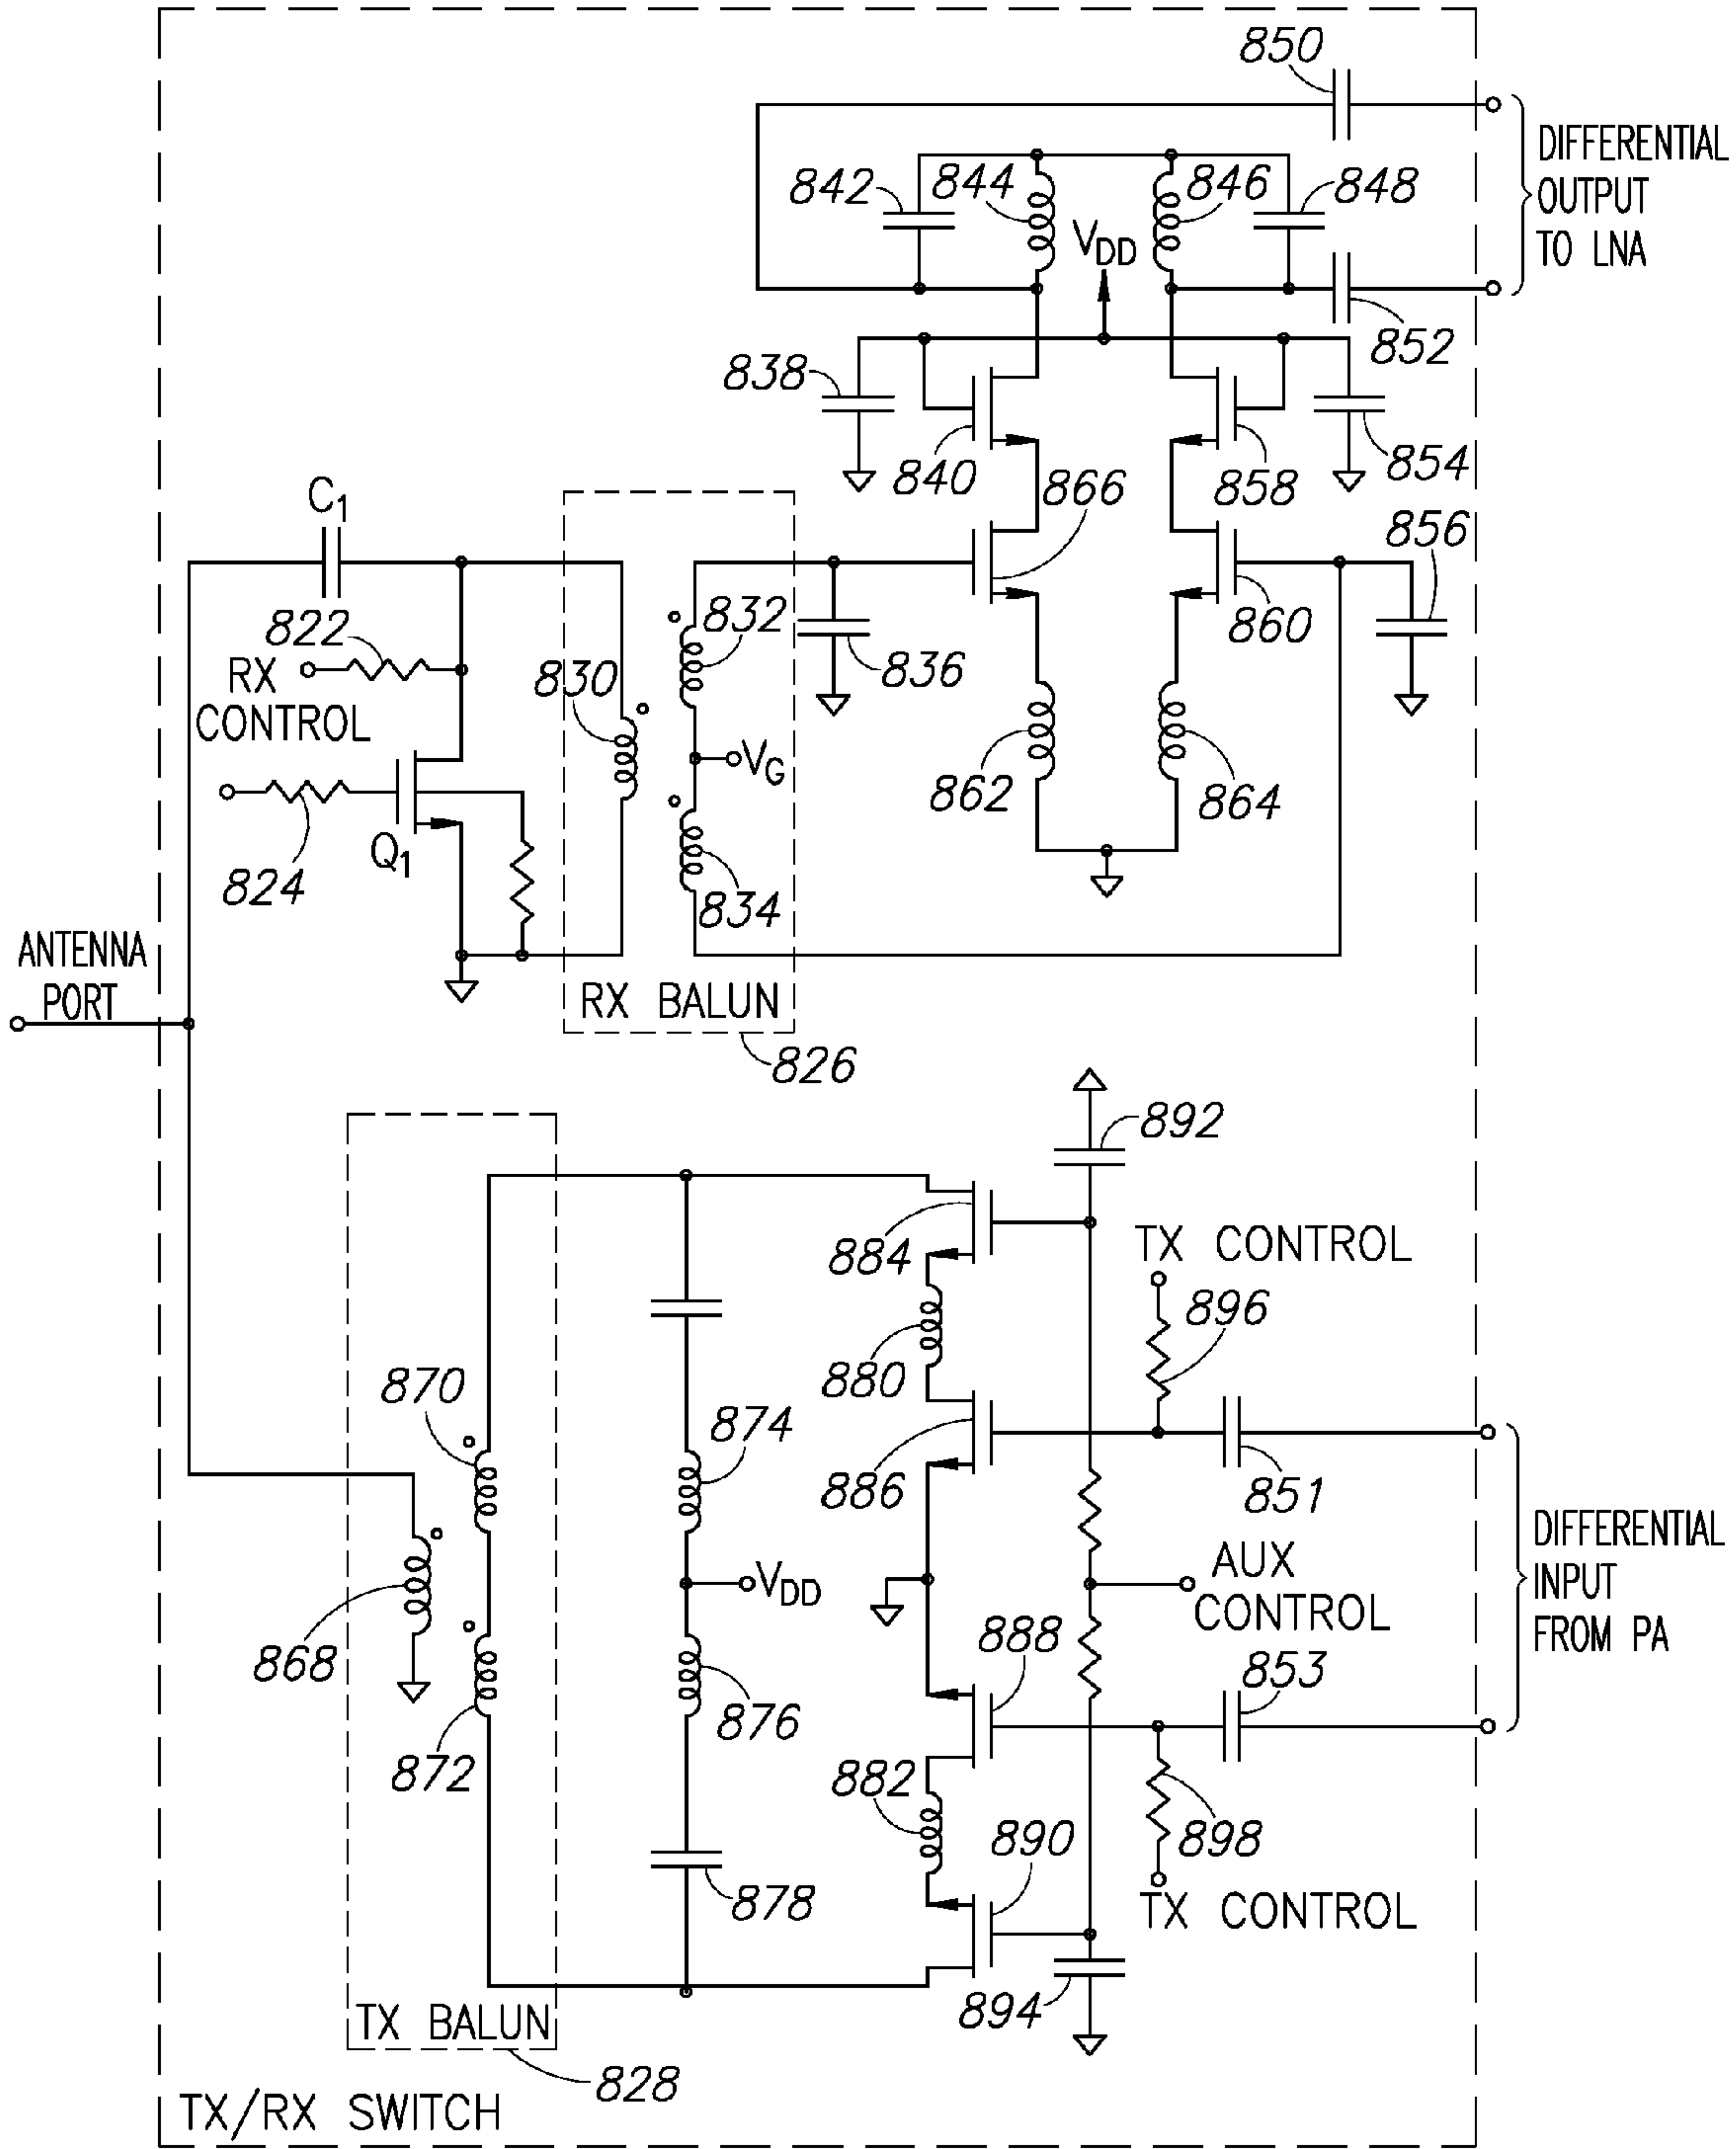 850
DIFFERENTIAL
OUTPUT
TO LNA
842
844
846
848
VDD
852
838
840
866
858
854
856
C1
822
RX
CONTROL
830
832
836
860
VG
862
864
824
Q1
834
ANTENNA
PORT
RX BALUN
826
892
884
TX CONTROL
896
880
870
874
886
851
DIFFERENTIAL
INPUT
FROM PA
VDD
AUX
CONTROL
868
888
853
876
872
882
890
898
878
TX CONTROL
894
TX BALUN
828
TX/RX SWITCH